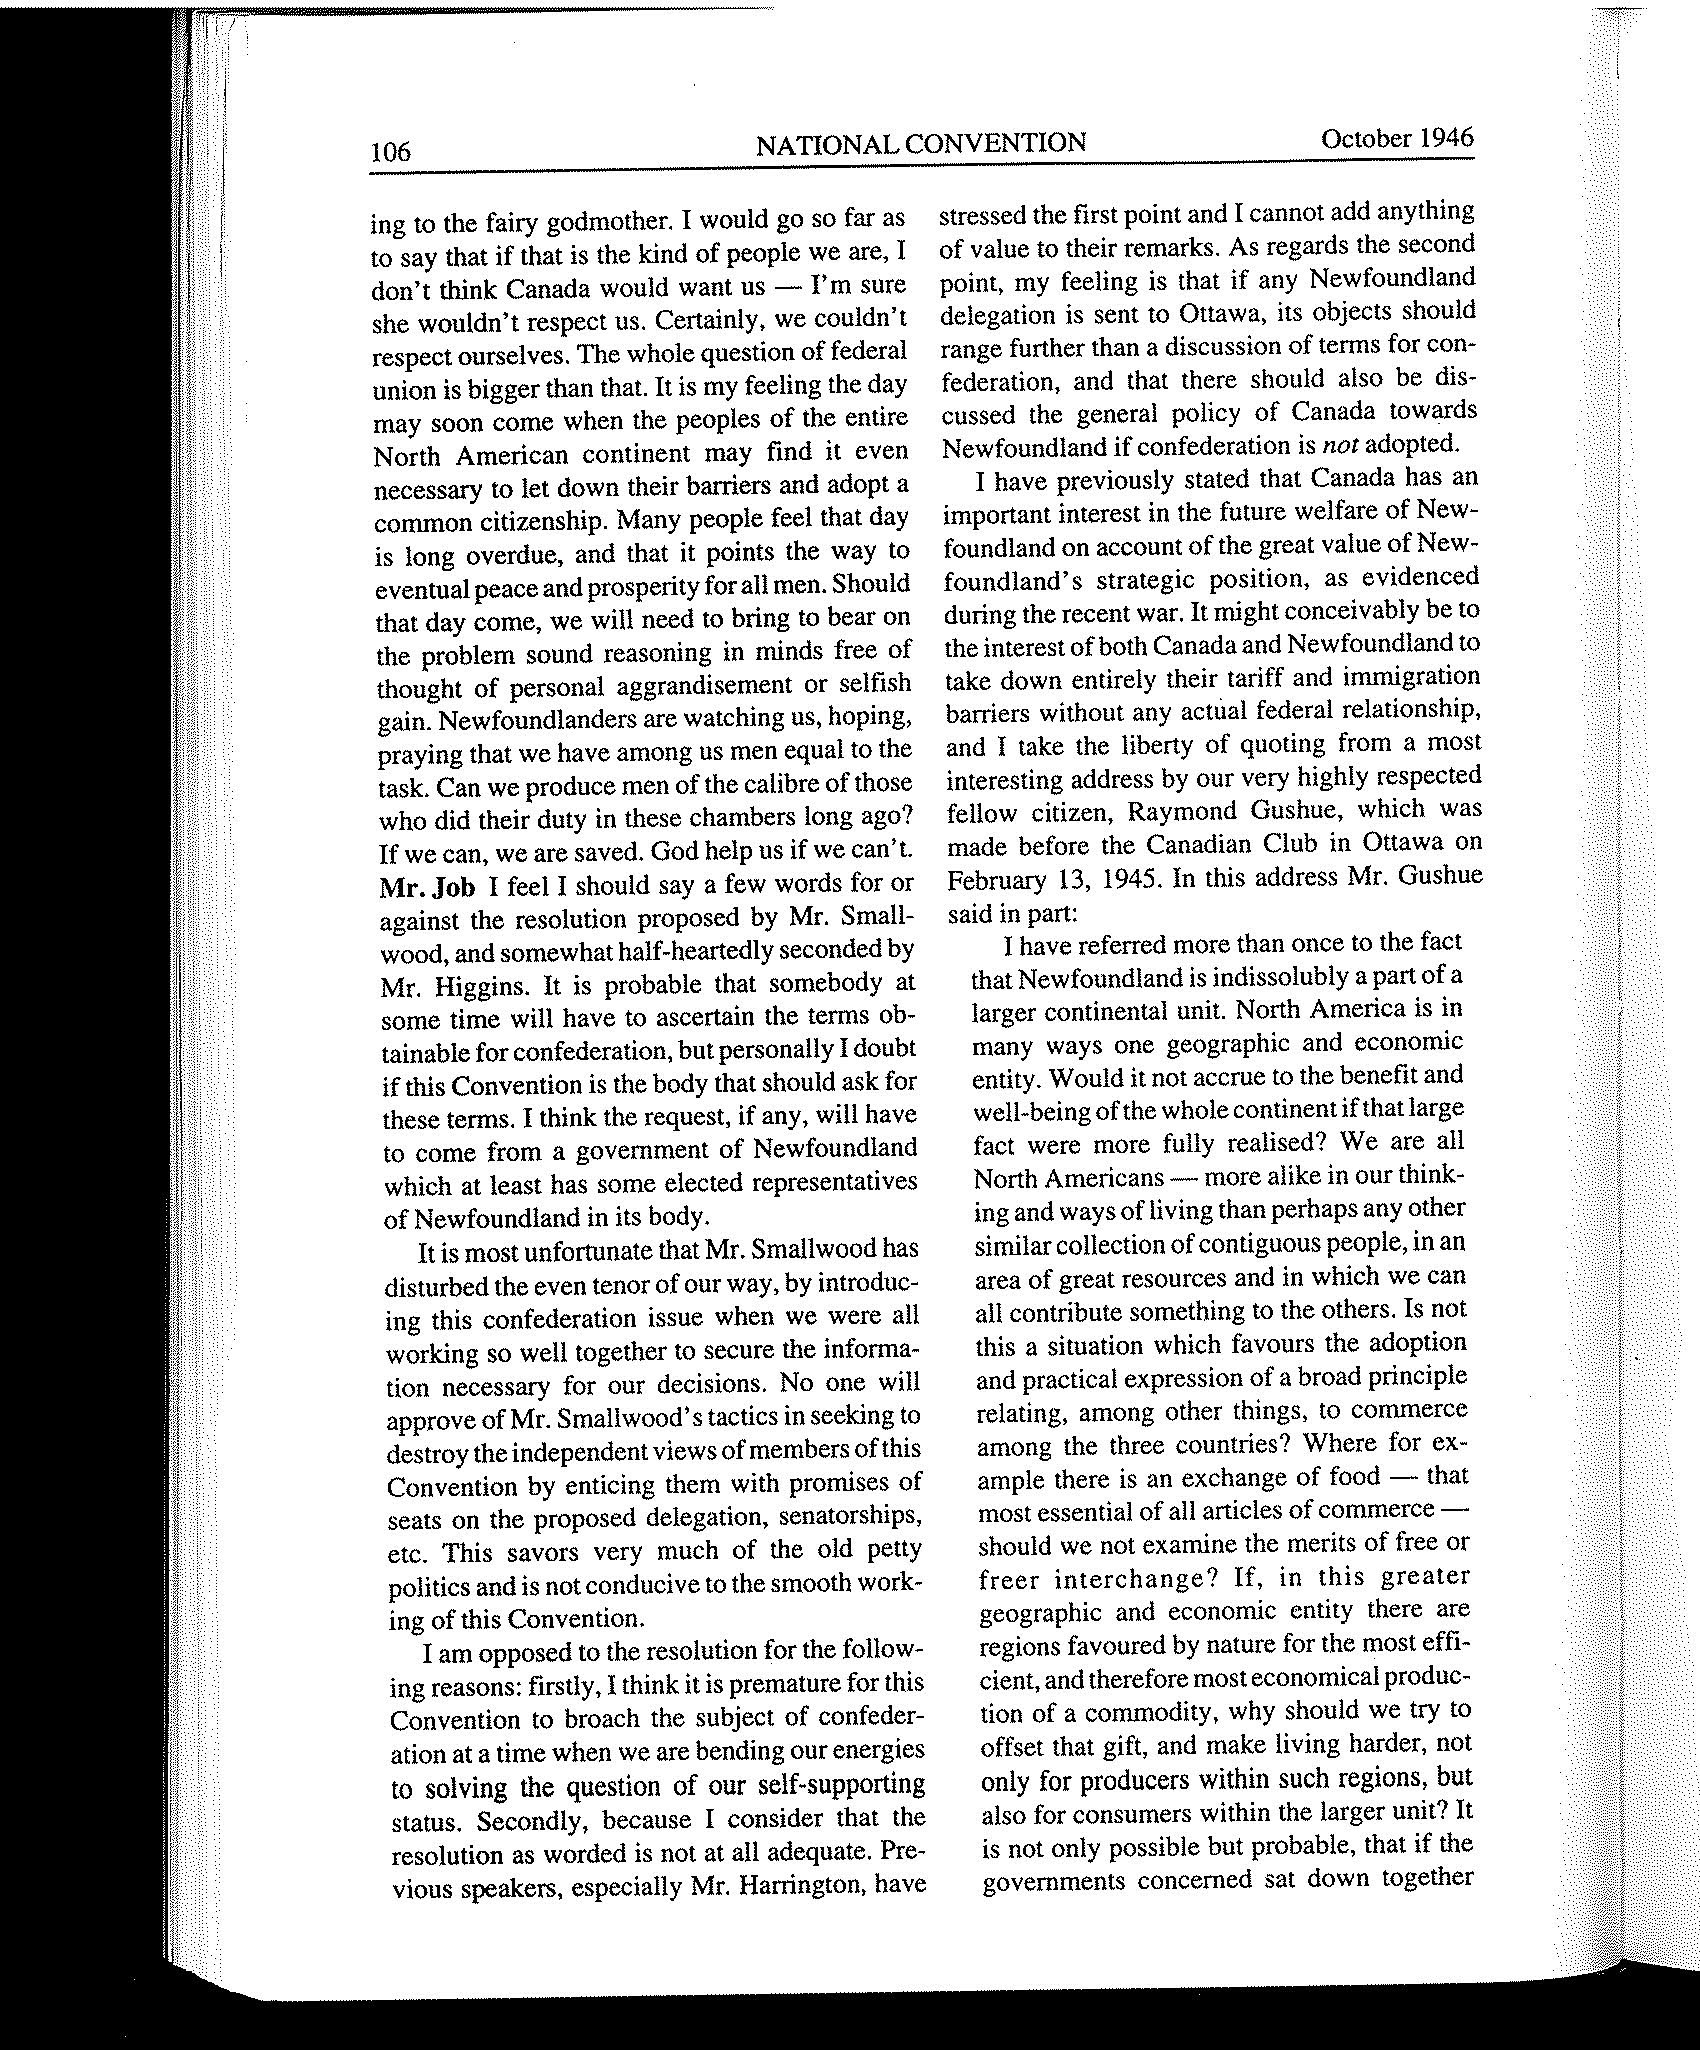 106
NATIONAL CONVENTION
October 1946
ing to the fairy godmother. I would go so far as
to say that if that is the kind of people we are, I
don't think Canada would want us — I'm sure
she wouldn't respect us. Certainly, we couldn't
respect ourselves. The whole question of federal
union is bigger than that. It is my feeling the day
may soon come when the peoples of the entire
North American continent may find it even
necessary to let down their barriers and adopt a
common citizenship. Many people feel that day
is long overdue, and that it points the way to
eventual peace and prosperity for all men. Should
that day come, we will need to bring to bear on
the problem sound reasoning in minds free of
thought of personal aggrandisement or selfish
gain. Newfoundlanders are watching us, hoping,
praying that we have among us men equal to the
task. Can we produce men of the calibre of those
who did their duty in these chambers long ago?
If we can, we are saved. God help us if we can't.
Mr. Job I feel I should say a few words for or
against the resolution proposed by Mr. Small-
wood, and somewhat half-heartedly seconded by
Mr. Higgins. It is probable that somebody at
some time will have to ascertain the terms ob-
tainable for confederation, but personally I doubt
if this Convention is the body that should ask for
these terms. I think the request, if any, will have
to come from a government of Newfoundland
which at least has some elected representatives
of Newfoundland in its body.
It is most unfortunate that Mr. Smallwood has
disturbed the even tenor of our way, by introduc-
ing this confederation issue when we were all
working so well together to secure the informa-
tion necessary for our decisions. No one will
approve of Mr. Smallwood's tactics in seeking to
destroy the independent views of members of this
Convention by enticing them with promises of
seats on the proposed delegation, senatorships,
etc. This savors very much of the old petty
politics and is not conducive to the smooth work-
ing of this Convention.
I am opposed to the resolution for the follow-
ing reasons: firstly, I think it is premature for this
Convention to broach the subject of confeder-
ation at a time when we are bending our energies
to solving the question of our self-supporting
status. Secondly, because I consider that the
resolution as worded is not at all adequate. Pre-
vious speakers, especially Mr. Harrington, have
stressed the first point and I cannot add anything
of value to their remarks. As regards the second
point, my feeling is that if any Newfoundland
delegation is sent to Ottawa, its objects should
range further than a discussion of terms for con-
federation, and that there should also be dis-
cussed the general policy of Canada towards
Newfoundland if confederation is not adopted.
I have previously stated that Canada has an
important interest in the future welfare of New-
foundland on account of the great value of New-
foundland's strategic position, as evidenced
during the recent war. It might conceivably be to
the interest of both Canada and Newfoundland to
take down entirely their tariff and immigration
barriers without any actual federal relationship,
and I take the liberty of quoting from a most
interesting address by our very highly respected
fellow citizen, Raymond Gushue, which was
made before the Canadian Club in Ottawa on
February 13, 1945. In this address Mr. Gushue
said in part:
I have referred more than once to the fact
that Newfoundland is indissolubly a part of a
larger continental unit. North America is in
many ways one geographic and economic
entity. Would it not accrue to the benefit and
well-being of the whole continent if that large
fact were more fully realised? We are all
North Americans — more alike in our think-
ing and ways of living than perhaps any other
similar collection of contiguous people, in an
area of great resources and in which we can
all contribute something to the others. Is not
this a situation which favours the adoption
and practical expression of a broad principle
relating, among other things, to commerce
among the three countries? Where for ex-
ample there is an exchange of food — that
most essential of all articles of commerce —
should we not examine the merits of free or
freer interchange? If, in this greater
geographic and economic entity there are
regions favoured by nature for the most effi-
cient, and therefore most economical produc-
tion of a commodity, why should we try to
offset that gift, and make living harder, not
only for producers within such regions, but
also for consumers within the larger unit? It
is not only possible but probable, that if the
governments concerned sat down together